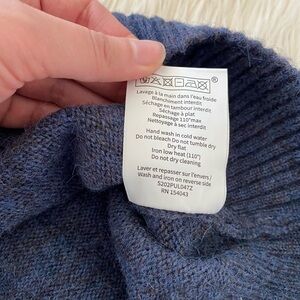 ®
Lavage à la main dans l'eau froide
Blanchiment interdit
Séchage en tambour interdit
Séchage à plat
Repassage 110°max
Nettoyage à sec interdit
Hand wash in cold water
Do not bleach Do not tumble dry
Dry flat
Iron low heat (110°)
Do not dry cleaning
Laver et repasser sur l'envers/
Wash and iron on reverse side
S202PUL047Z
RN 154043